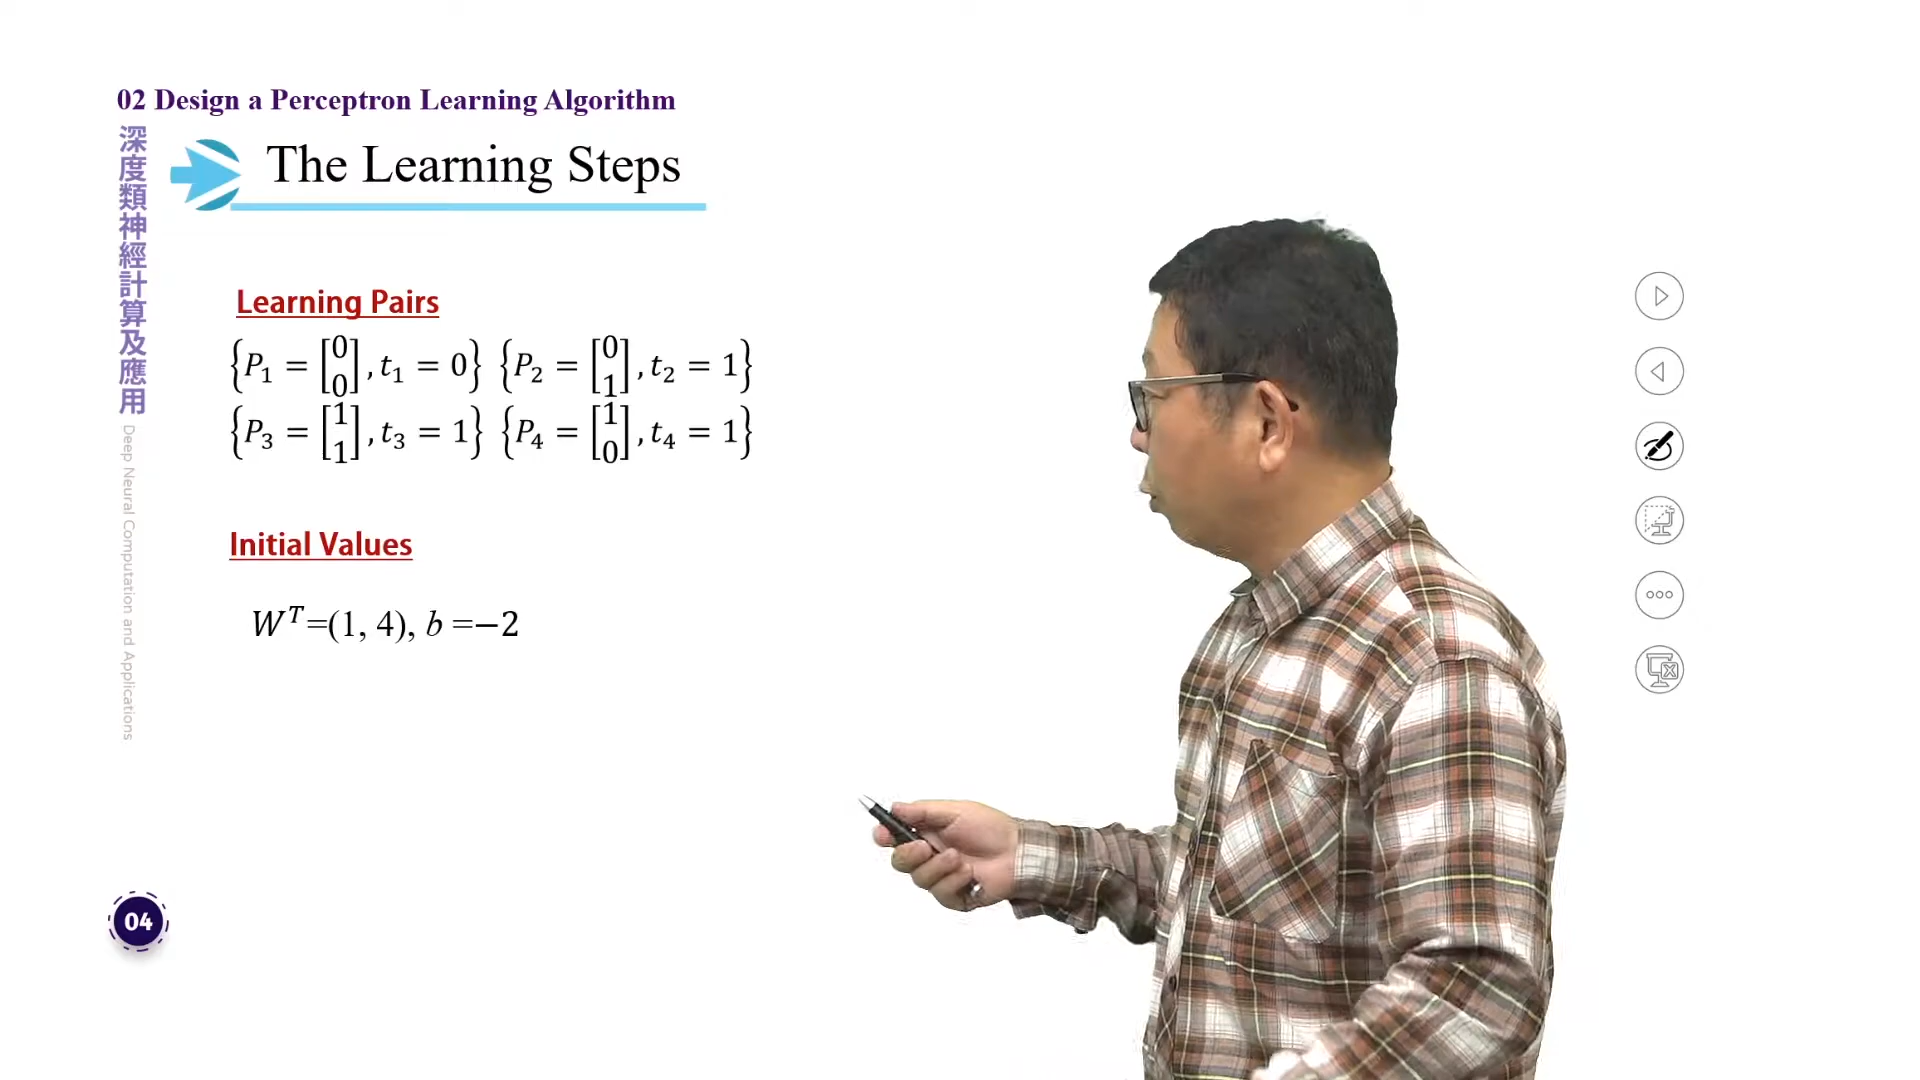 02 Design a Perceptron Learning Algorithm
深度類神經計算及應用
Deep Neural Computation and Applications
The Learning Steps
Learning Pairs
{P₁ = [0 0], t₁ = 0} {P₂ = [0 1], t₂ = 1}
{P₃ = [1 1], t₃ = 1} {P₄ = [1 0], t₄ = 1}
Initial Values
Wᵀ=(1, 4), b =−2
04